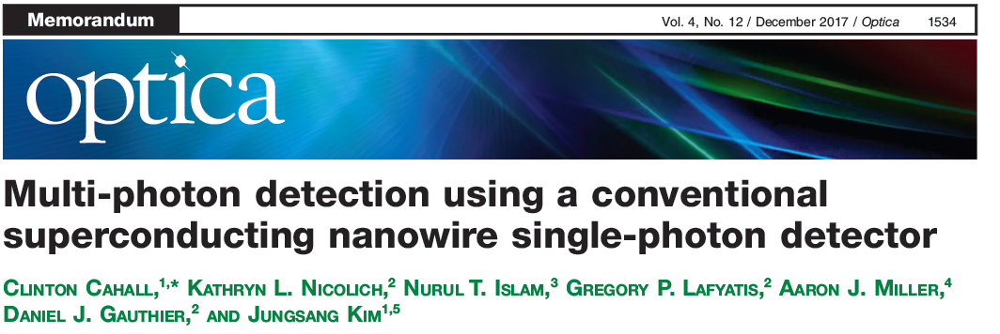 Memorandum
Vol. 4, No. 12 / December 2017 / Optica 1534
optica
Multi-photon detection using a conventional
superconducting nanowire single-photon detector
CLINTON CAHALL,1,* KATHRYN L. NICOLICH,2 NURUL T. ISLAM,3 GREGORY P. LAFYATIS,2 AARON J. MILLER,4
DANIEL J. GAUTHIER,2 AND JUNGSANG KIM1,5